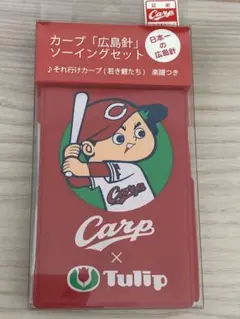 Carp
カープ「広島針」
ソーイングセット
日本一
の
広島針
♪それ行けカープ(若き鯉たち) 楽譜つき
C
Carp
Carp
×
Tulip